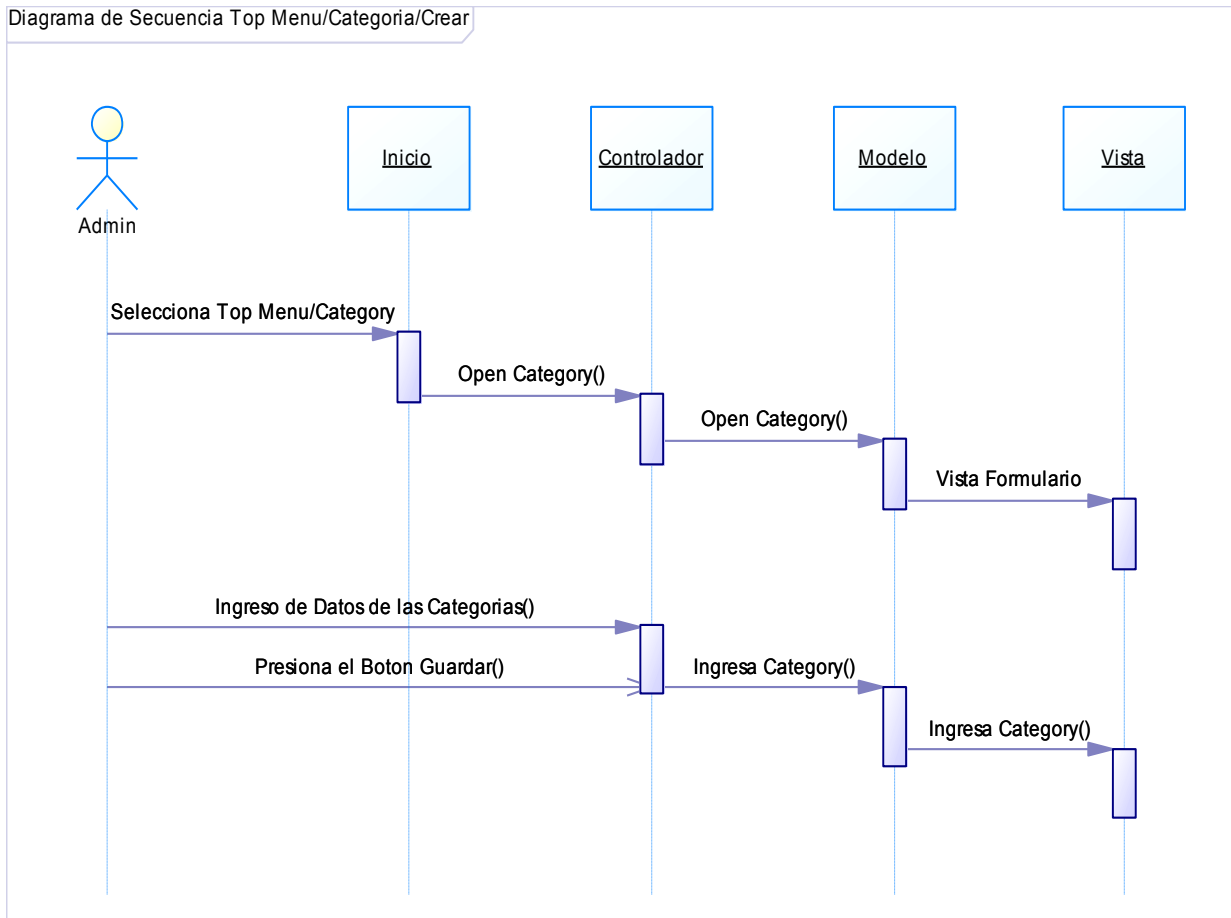 Diagrama de Secuencia Top Menu/Categoria/Crear
Inicio
Controlador
Modelo
Vista
Admin
Selecciona Top Menu/Category
Open Category()
Open Category()
Vista Formulario
Ingreso de Datos de las Categorias()
Presiona el Boton Guardar()
Ingresa Category()
Ingresa Category()